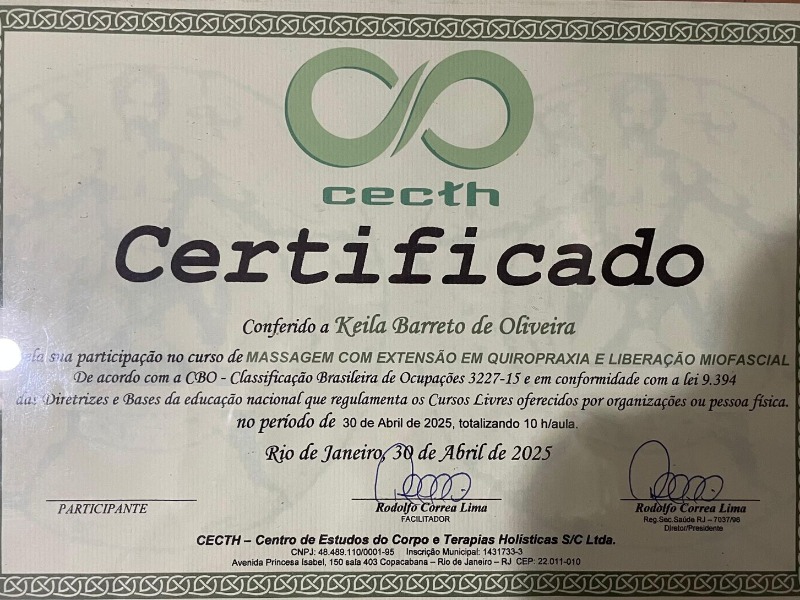 cecth
Certificado
Conferido a Keila Barreto de Oliveira
sua participação no curso de MASSAGEM COM EXTENSÃO EM QUIROPRAXIA E LIBERAÇÃO MIOFASCIAL
De acordo com a CBO - Classificação Brasileira de Ocupações 3227-15 e em conformidade com a lei 9.394
das Diretrizes e Bases da educação nacional que regulamenta os Cursos Livres oferecidos por organizações ou pessoa física.
no período de 30 de Abril de 2025, totalizando 10 h/aula.
Rio de Janeiro, 30 de Abril de 2025
PARTICIPANTE
Rodolfo Correa Lima
FACILITADOR
Rodolfo Correa Lima
Reg.Sec.Saúde RJ – 7037/96
Diretor/Presidente
CECTH – Centro de Estudos do Corpo e Terapias Holísticas S/C Ltda.
CNPJ: 48.489.110/0001-95 Inscrição Municipal: 1431733-3
Avenida Princesa Isabel, 150 sala 403 Copacabana – Rio de Janeiro – RJ CEP: 22.011-010